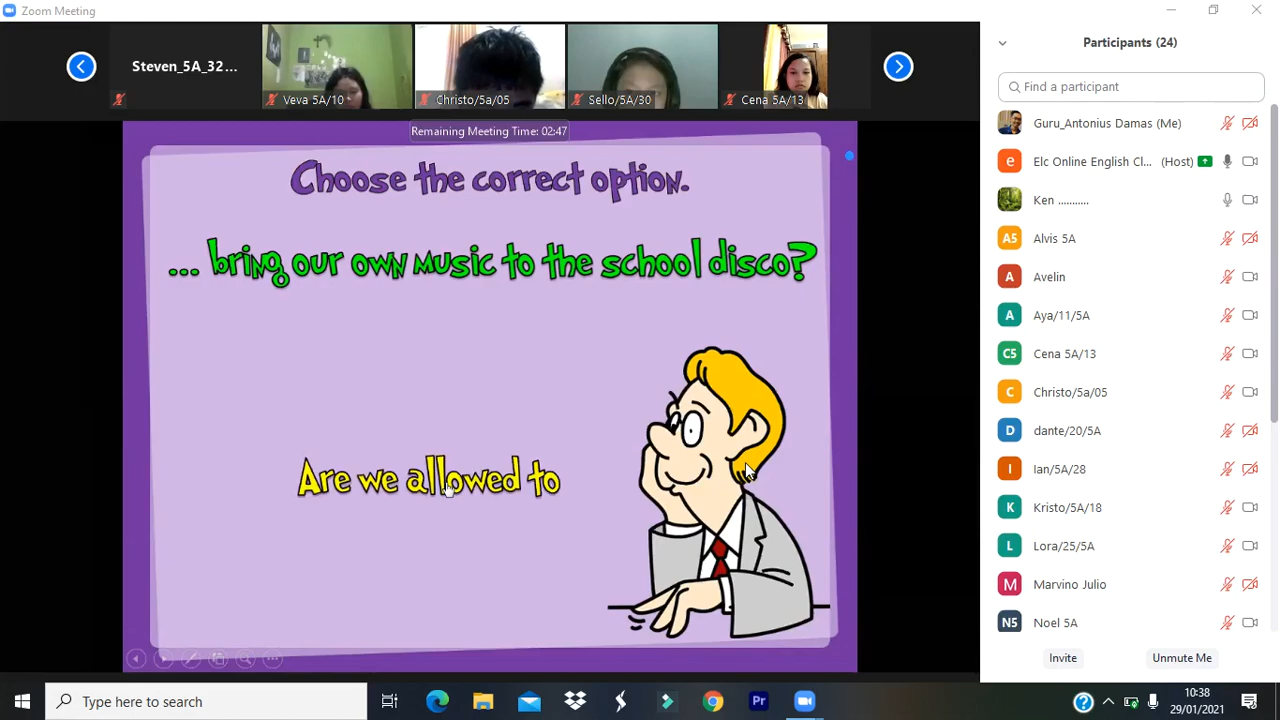 Zoom Meeting
Steven_5A_32...
Veva 5A/10
Christo/5a/05
Sello/5A/30
Cena 5A/13
Remaining Meeting Time: 02:47
Choose the correct option.
... bring our own music to the school disco?
Are we allowed to
Participants (24)
Find a participant
Guru_Antonius Damas (Me)
e Elc Online English Cl... (Host)
Ken ...........
A5 Alvis 5A
A Avelin
A Aya/11/5A
C5 Cena 5A/13
C Christo/5a/05
D dante/20/5A
I Ian/5A/28
K Kristo/5A/18
L Lora/25/5A
M Marvino Julio
N5 Noel 5A
Invite
Unmute Me
Type here to search
Pr
10:38
29/01/2021